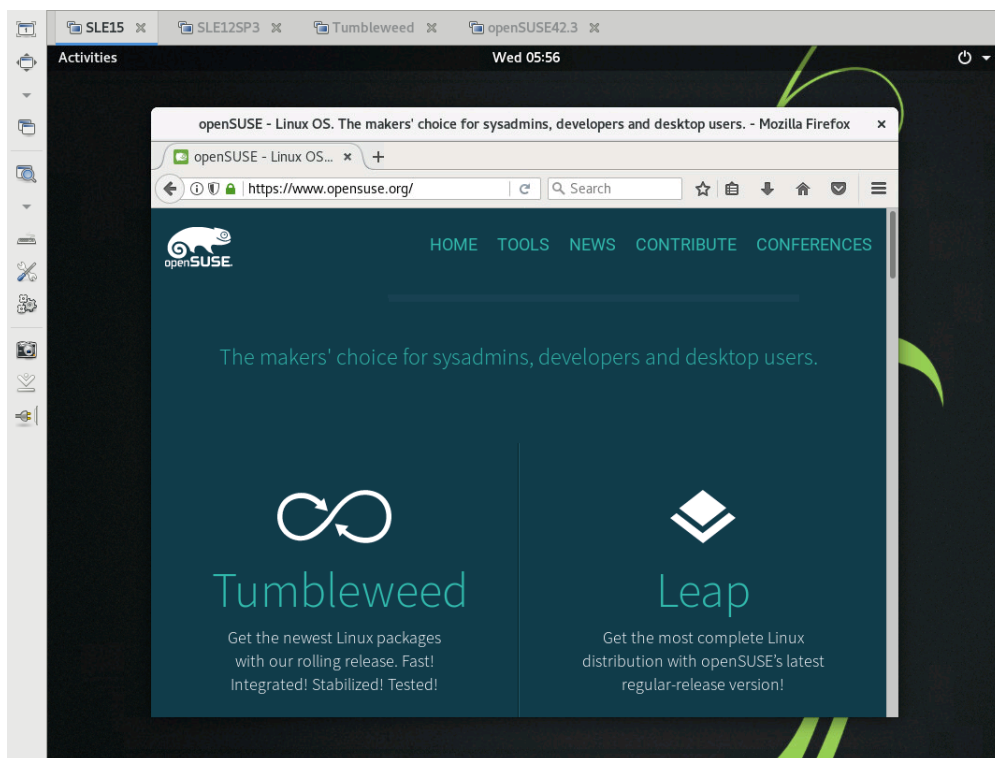 SLE15
SLE12SP3
Tumbleweed
openSUSE42.3
Activities
Wed 05:56
openSUSE - Linux OS. The makers' choice for sysadmins, developers and desktop users. - Mozilla Firefox
openSUSE - Linux OS...
https://www.opensuse.org/
Search
openSUSE.
HOME TOOLS NEWS CONTRIBUTE CONFERENCES
The makers' choice for sysadmins, developers and desktop users.
Tumbleweed
Get the newest Linux packages
with our rolling release. Fast!
Integrated! Stabilized! Tested!
Leap
Get the most complete Linux
distribution with openSUSE's latest
regular-release version!